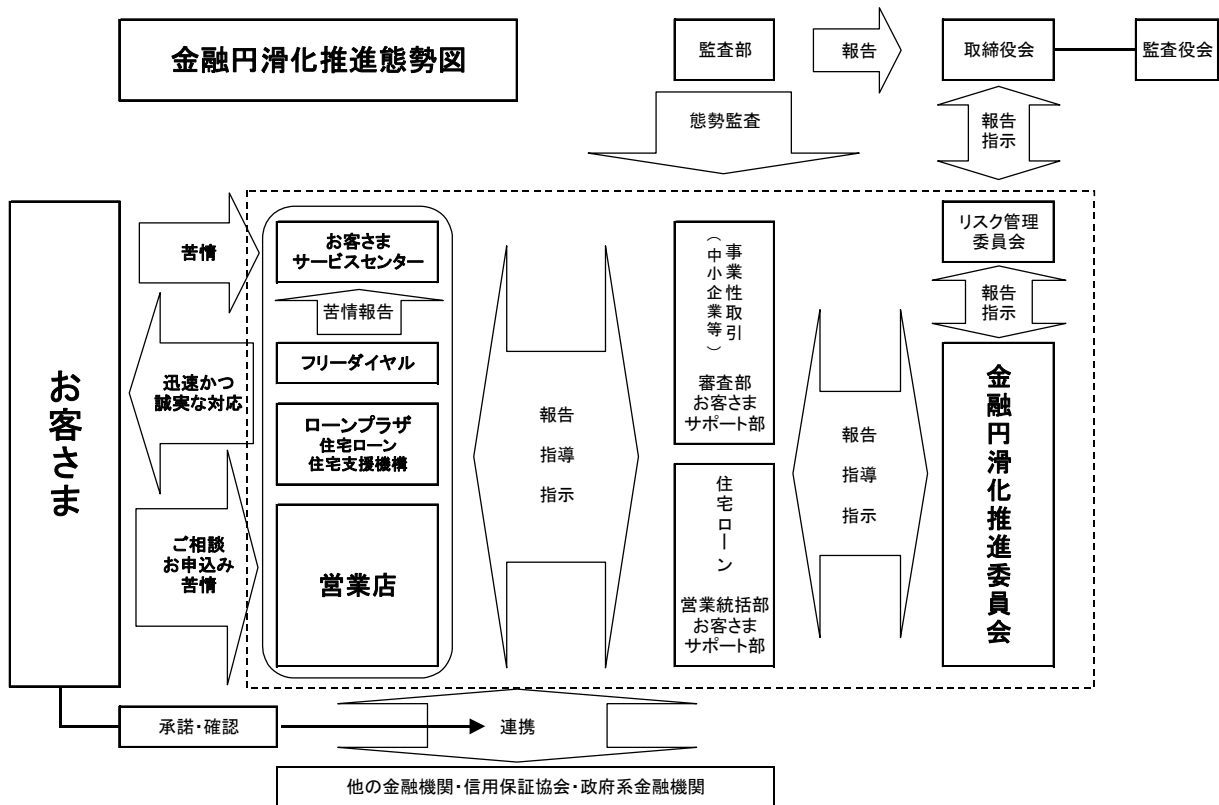 金融円滑化推進態勢図
監査部
報告
取締役会
監査役会
態勢監査
報告
指示
お客さま
苦情
迅速かつ
誠実な対応
ご相談
お申込み
苦情
お客さま
サービスセンター
苦情報告
フリーダイヤル
ローンプラザ
住宅ローン
住宅支援機構
営業店
報告
指導
指示
事業性取引
（中小企業等）
審査部
お客さま
サポート部
住宅ローン
営業統括部
お客さま
サポート部
報告
指導
指示
リスク管理
委員会
報告
指示
金融円滑化推進委員会
承諾・確認
連携
他の金融機関・信用保証協会・政府系金融機関